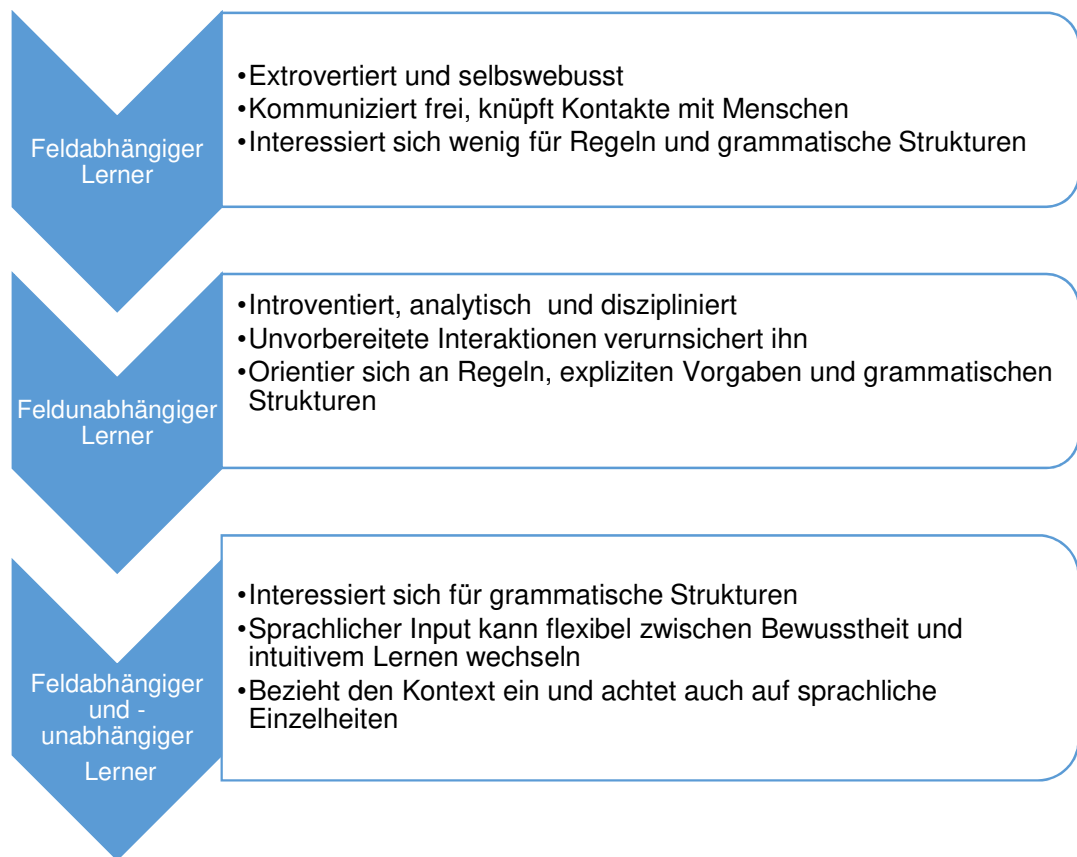 Feldabhängiger
Lerner
•Extrovertiert und selbswebusst
•Kommuniziert frei, knüpft Kontakte mit Menschen
•Interessiert sich wenig für Regeln und grammatische Strukturen
Feldunabhängiger
Lerner
•Introventiert, analytisch  und diszipliniert
•Unvorbereitete Interaktionen verurnsichert ihn
•Orientier sich an Regeln, expliziten Vorgaben und grammatischen
Strukturen
Feldabhängiger
und -
unabhängiger
Lerner
•Interessiert sich für grammatische Strukturen
•Sprachlicher Input kann flexibel zwischen Bewusstheit und
intuitivem Lernen wechseln
•Bezieht den Kontext ein und achtet auch auf sprachliche
Einzelheiten